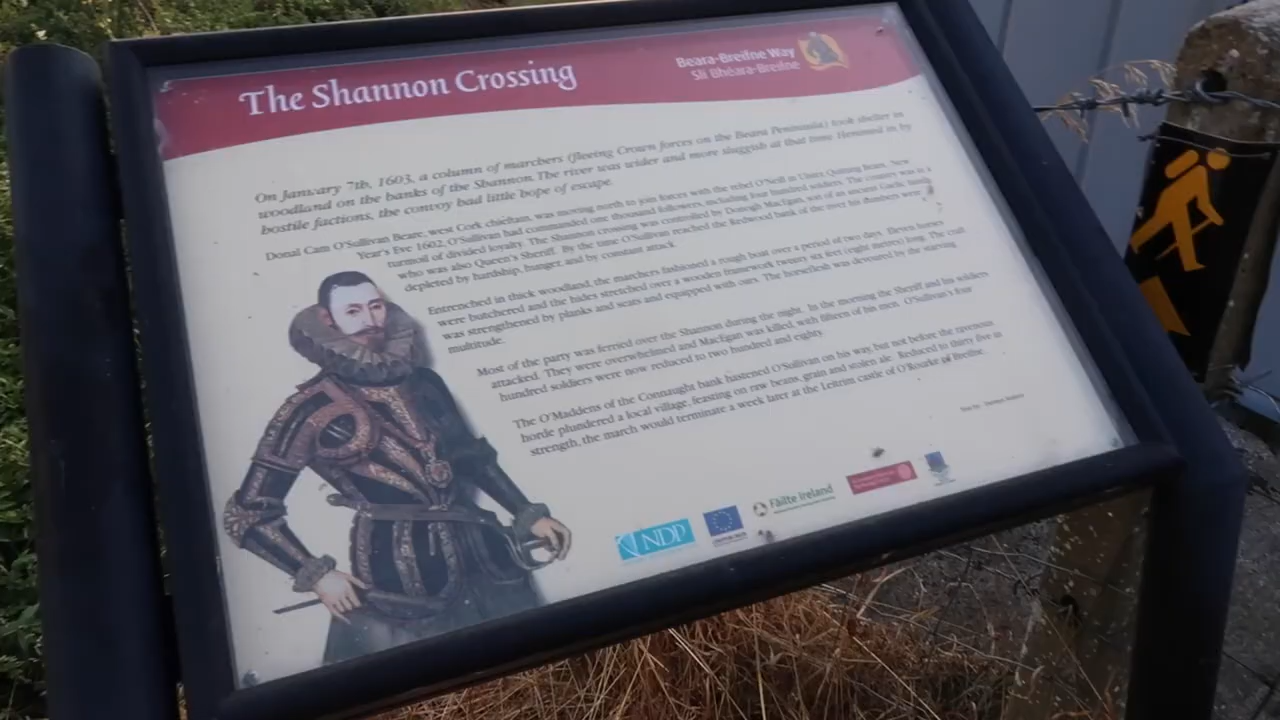 The Shannon Crossing
Beara-Breifne Way
Slí Bhéara-Breifne
On January 7th, 1603, a column of marchers (fleeing Crown forces on the Beara Peninsula) took shelter in
woodland on the banks of the Shannon. The river was wider and more sluggish at that time. Hemmed in by
hostile factions, the convoy had little hope of escape.
Donal Cam O'Sullivan Beare, west Cork chieftain, was moving north to join forces with the rebel O'Neill in Ulster. Quitting Beara, New
Year's Eve 1602, O'Sullivan had commanded one thousand followers, including four hundred soldiers. The country was in a
turmoil of divided loyalty. The Shannon crossing was controlled by Donogh MacEgan, son of an ancient Gaelic family
who was also Queen's Sheriff. By the time O'Sullivan reached the Redwood bank of the river his numbers were
depleted by hardship, hunger, and by constant attack.
Entrenched in thick woodland, the marchers fashioned a rough boat over a period of two days. Eleven horses
were butchered and the hides stretched over a wooden framework twenty six feet (eight metres) long. The craft
was strengthened by planks and seats and equipped with oars. The horseflesh was devoured by the starving
multitude.
Most of the party was ferried over the Shannon during the night. In the morning the Sheriff and his soldiers
attacked. They were overwhelmed and MacEgan was killed, with fifteen of his men. O'Sullivan's four
hundred soldiers were now reduced to two hundred and eighty.
The O'Maddens of the Connaught bank hastened O'Sullivan on his way, but not before the ravenous
horde plundered a local village, feasting on raw beans, grain and stolen ale. Reduced to thirty five in
strength, the march would terminate a week later at the Leitrim castle of O'Rourke of Breifne.
NDP
Fáilte Ireland